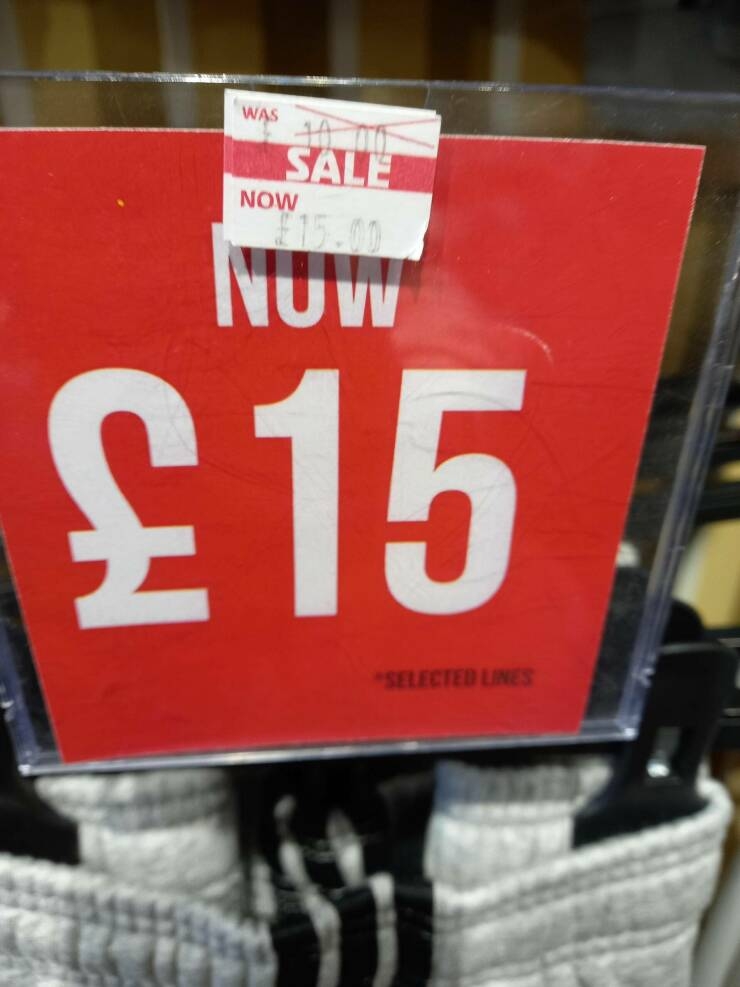 WAS
£ 10.00
SALE
NOW
£15.00
NOW
£15
*SELECTED LINES